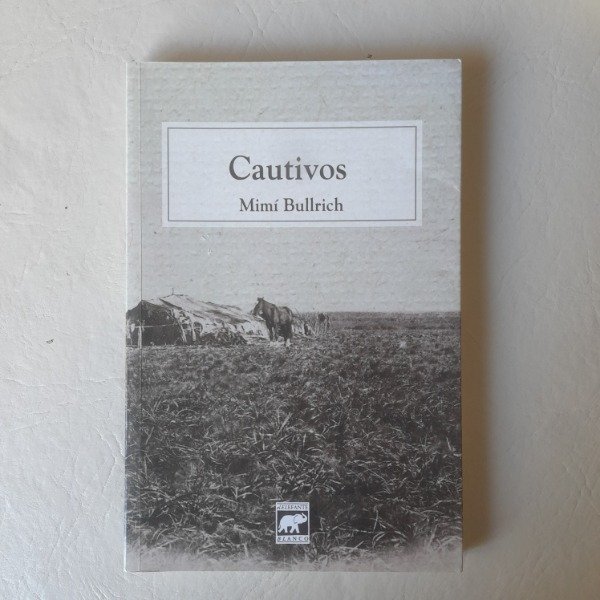 Cautivos
Mimí Bullrich
ELEFANTE
BLANCO